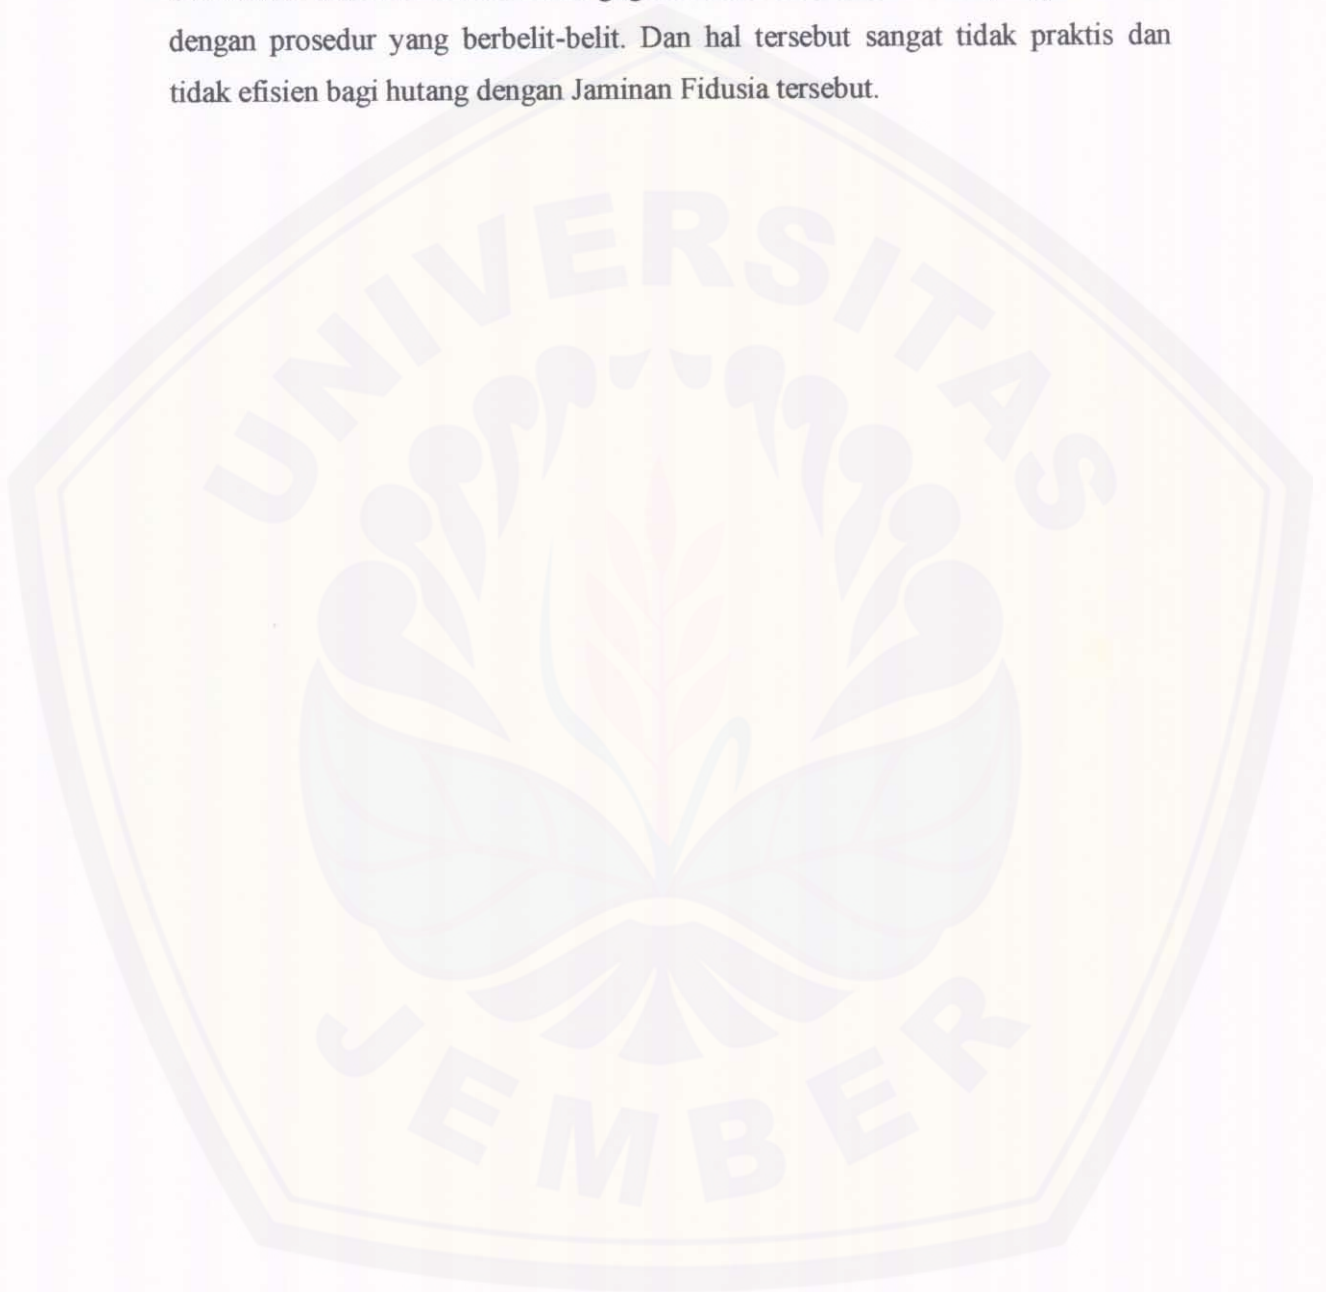 dengan prosedur yang berbelit-belit. Dan hal tersebut sangat tidak praktis dan
tidak efisien bagi hutang dengan Jaminan Fidusia tersebut.
UNIVERSITAS
JEMBER